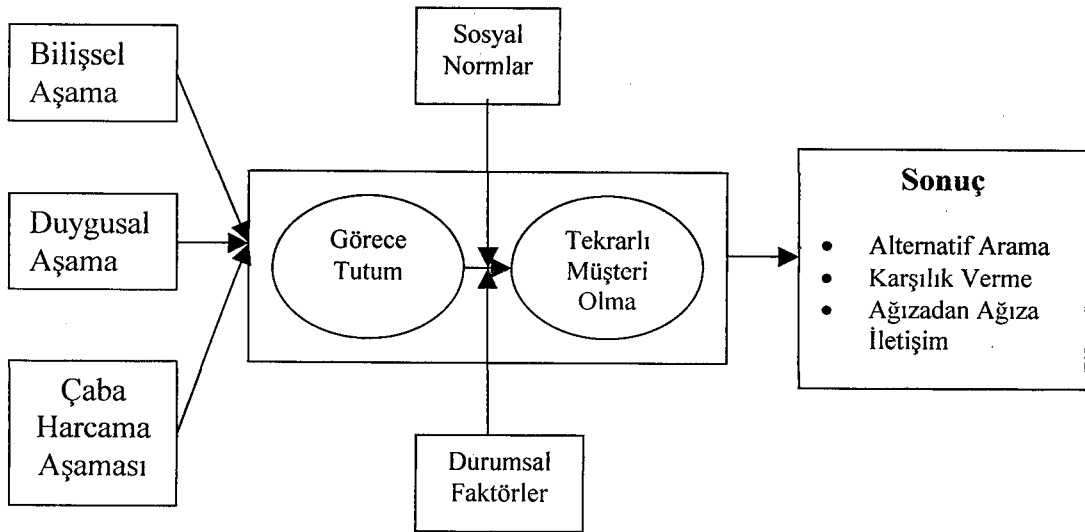 Bilişsel
Aşama
Duygusal
Aşama
Çaba
Harcama
Aşaması
Sosyal
Normlar
Görece
Tutum
Tekrarlı
Müşteri
Olma
Durumsal
Faktörler
Sonuç
• Alternatif Arama
• Karşılık Verme
• Ağızadan Ağıza
İletişim